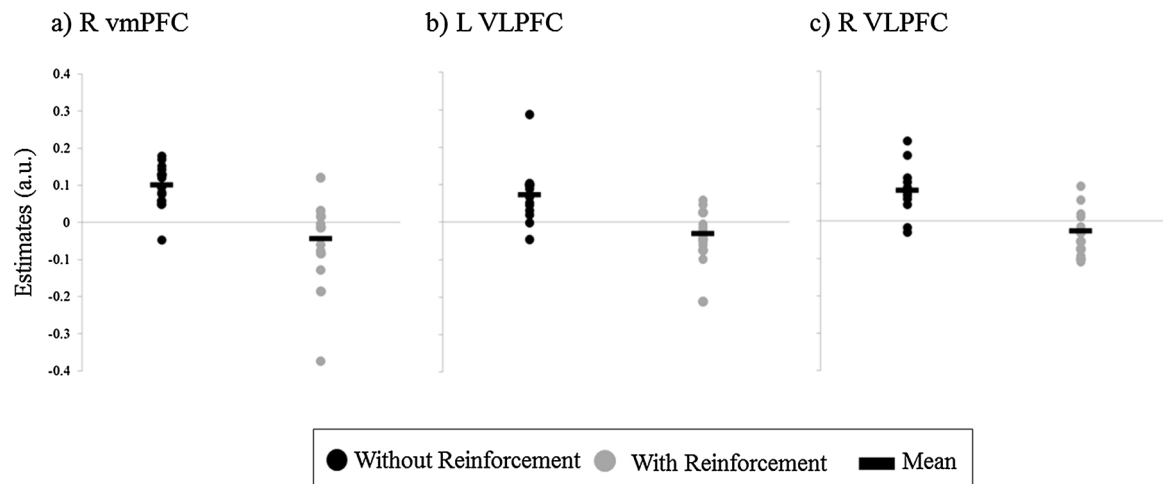 a) R vmPFC
b) L VLPFC
c) R VLPFC
Estimates (a.u.)
0.4
0.3
0.2
0.1
0
-0.1
-0.2
-0.3
-0.4
Without Reinforcement
With Reinforcement
Mean